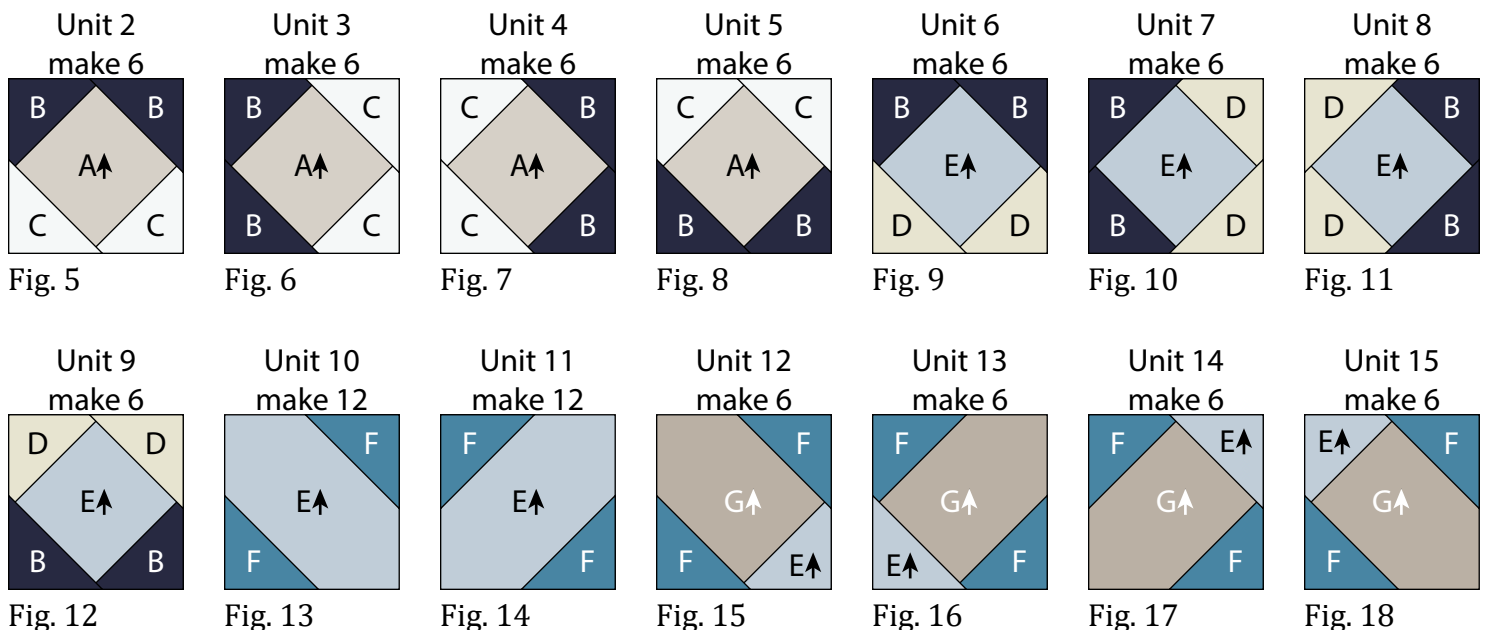 Unit 2 Unit 3 Unit 4 Unit 5 Unit 6 Unit 7 Unit 8
make 6 make 6 make 6 make 6 make 6 make 6 make 6
B B B C C B C C B B B D D B
A A A A E E E
C C B C C B B B D D B D D B
Fig. 5 Fig. 6 Fig. 7 Fig. 8 Fig. 9 Fig. 10 Fig. 11
Unit 9 Unit 10 Unit 11 Unit 12 Unit 13 Unit 14 Unit 15
make 6 make 12 make 12 make 6 make 6 make 6 make 6
D D F F F F F E E F
E E E G G G G
B B F F F E E F F F
Fig. 12 Fig. 13 Fig. 14 Fig. 15 Fig. 16 Fig. 17 Fig. 18